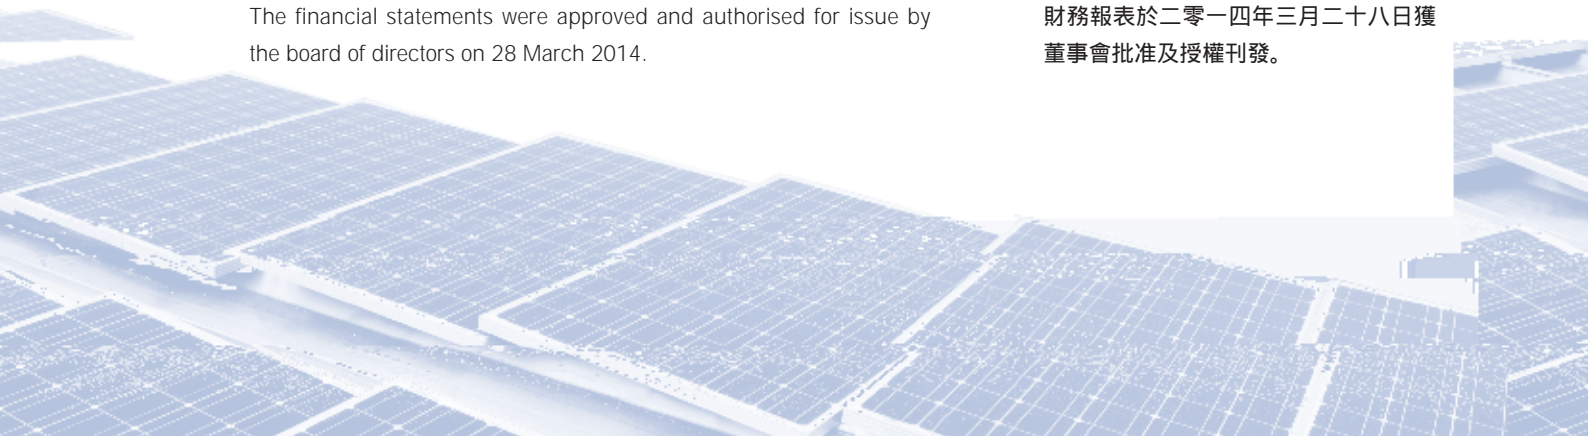 The financial statements were approved and authorised for issue by
the board of directors on 28 March 2014.
財務報表於二零一四年三月二十八日獲
董事會批准及授權刊發。